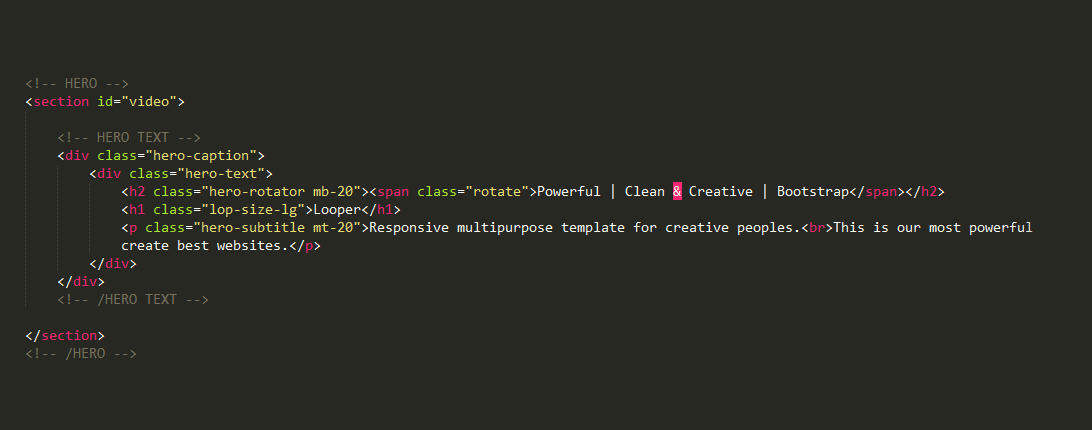 <!-- HERO -->
<section id="video">
<!-- HERO TEXT -->
<div class="hero-caption">
<div class="hero-text">
<h2 class="hero-rotator mb-20"><span class="rotate">Powerful | Clean & Creative | Bootstrap</span></h2>
<h1 class="lop-size-lg">Looper</h1>
<p class="hero-subtitle mt-20">Responsive multipurpose template for creative peoples.<br>This is our most powerful
create best websites.</p>
</div>
</div>
<!-- /HERO TEXT -->
</section>
<!-- /HERO -->